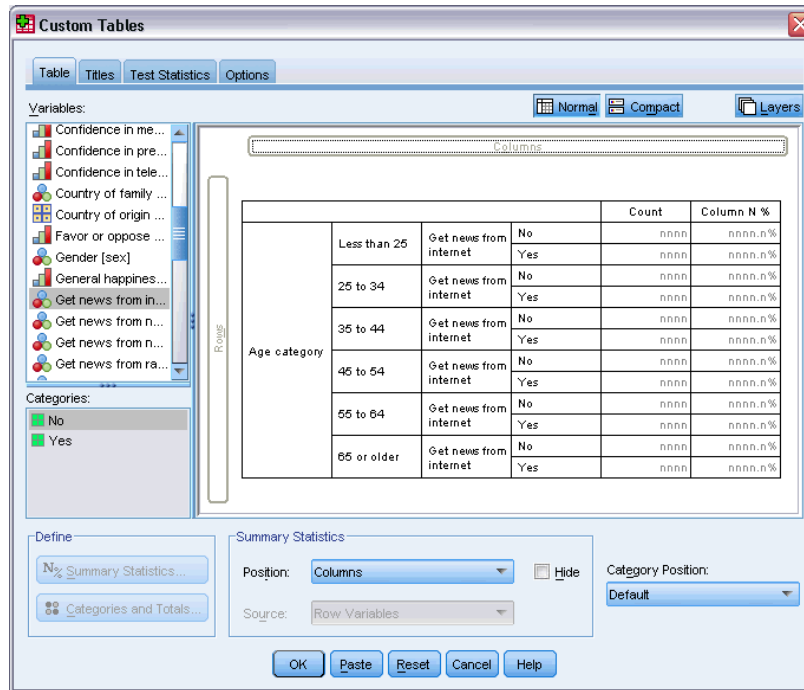 Custom Tables
Table Titles Test Statistics Options
Variables:
Normal Compact Layers
Confidence in me...
Confidence in pre...
Confidence in tele...
Country of family ...
Country of origin ...
Favor or oppose ...
Gender [sex]
General happines...
Get news from in...
Get news from n...
Get news from n...
Get news from ra...
Categories:
No
Yes
Columns
Rows
Count Column N %
Age category
Less than 25 Get news from internet No nnnn nnnn.n%
Yes nnnn nnnn.n%
25 to 34 Get news from internet No nnnn nnnn.n%
Yes nnnn nnnn.n%
35 to 44 Get news from internet No nnnn nnnn.n%
Yes nnnn nnnn.n%
45 to 54 Get news from internet No nnnn nnnn.n%
Yes nnnn nnnn.n%
55 to 64 Get news from internet No nnnn nnnn.n%
Yes nnnn nnnn.n%
65 or older Get news from internet No nnnn nnnn.n%
Yes nnnn nnnn.n%
Define
N% Summary Statistics...
Categories and Totals...
Summary Statistics
Position: Columns Hide
Source: Row Variables
Category Position:
Default
OK Paste Reset Cancel Help